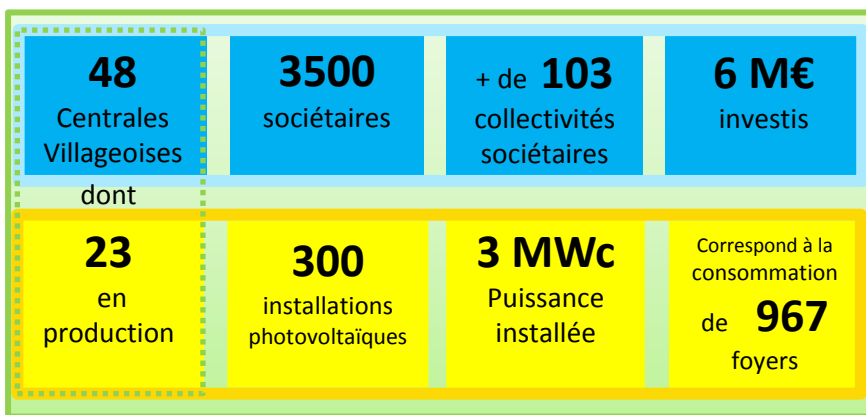 48
Centrales
Villageoises
dont
3500
sociétaires
+ de 103
collectivités
sociétaires
6 M€
investis
23
en
production
300
installations
photovoltaïques
3 MWc
Puissance
installée
Correspond à la
consommation
de 967
foyers